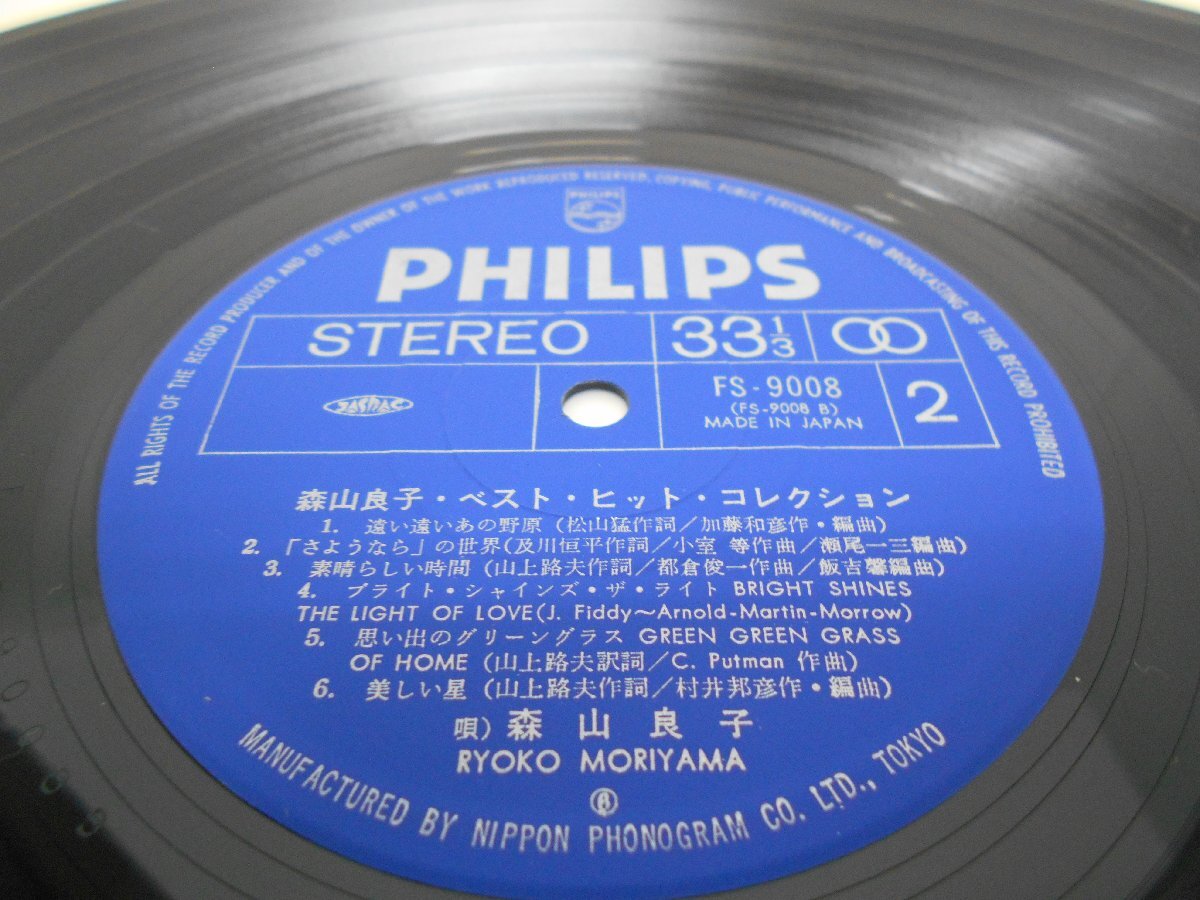 ALL RIGHTS OF THE RECORD PRODUCER AND OF THE OWNER OF THE WORK REPRODUCED RESERVED. COPYING, PUBLIC PERFORMANCE AND BROADCASTING OF THIS RECORD PROHIBITED
PHILIPS
PHILIPS
STEREO
33 1/3
JASRAC
FS-9008
(FS-9008 B)
MADE IN JAPAN
2
森山良子・ベスト・ヒット・コレクション
1. 遠い遠いあの野原 (松山猛作詞/加藤和彦作・編曲)
2. 「さようなら」の世界(及川恒平作詞/小室 等作曲/瀬尾一三編曲)
3. 素晴らしい時間 (山上路夫作詞/都倉俊一作曲/飯吉馨編曲)
4. ブライト・シャインズ・ザ・ライト BRIGHT SHINES
THE LIGHT OF LOVE(J. Fiddy~Arnold-Martin-Morrow)
5. 思い出のグリーングラス GREEN GREEN GRASS
OF HOME (山上路夫訳詞/C. Putman 作曲)
6. 美しい星 (山上路夫作詞/村井邦彦作・編曲)
唄) 森山良子
RYOKO MORIYAMA
MANUFACTURED BY NIPPON PHONOGRAM CO. LTD., TOKYO